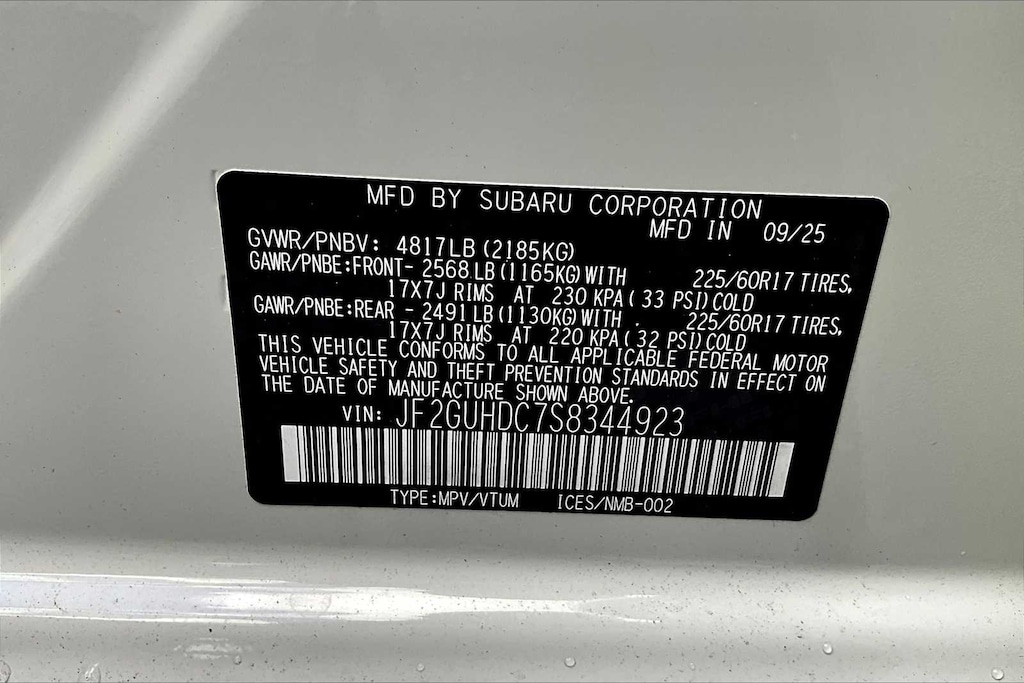 MFD BY SUBARU CORPORATION
MFD IN 09/25
GVWR/PNBV: 4817LB (2185KG)
GAWR/PNBE:FRONT- 2568 LB (1165KG) WITH 225/60R17 TIRES,
17X7J RIMS AT 230 KPA ( 33 PSI) COLD
GAWR/PNBE:REAR - 2491 LB (1130KG) WITH . 225/60R17 TIRES,
17X7J RIMS AT 220 KPA ( 32 PSI) COLD
THIS VEHICLE CONFORMS TO ALL APPLICABLE FEDERAL MOTOR
VEHICLE SAFETY AND THEFT PREVENTION STANDARDS IN EFFECT ON
THE DATE OF MANUFACTURE SHOWN ABOVE.
VIN: JF2GUHDC7S8344923
TYPE:MPV/VTUM ICES/NMB-002